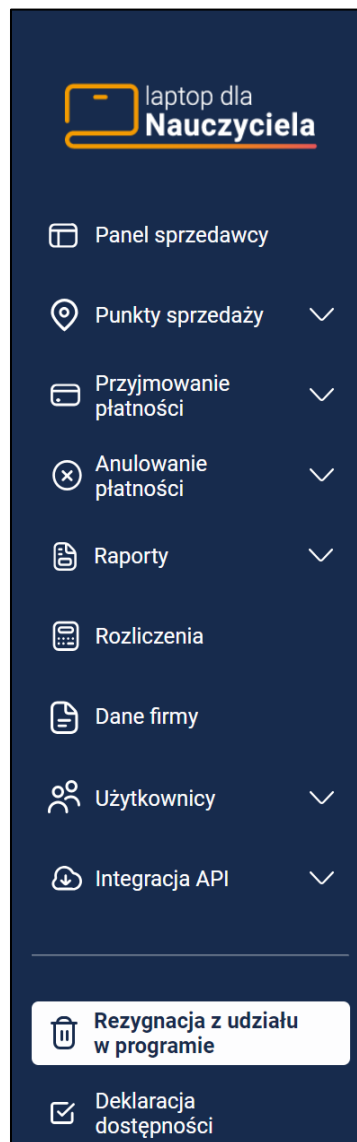 laptop dla
Nauczyciela
Panel sprzedawcy
Punkty sprzedaży
Przyjmowanie
płatności
Anulowanie
płatności
Raporty
Rozliczenia
Dane firmy
Użytkownicy
Integracja API
Rezygnacja z udziału
w programie
Deklaracja
dostępności